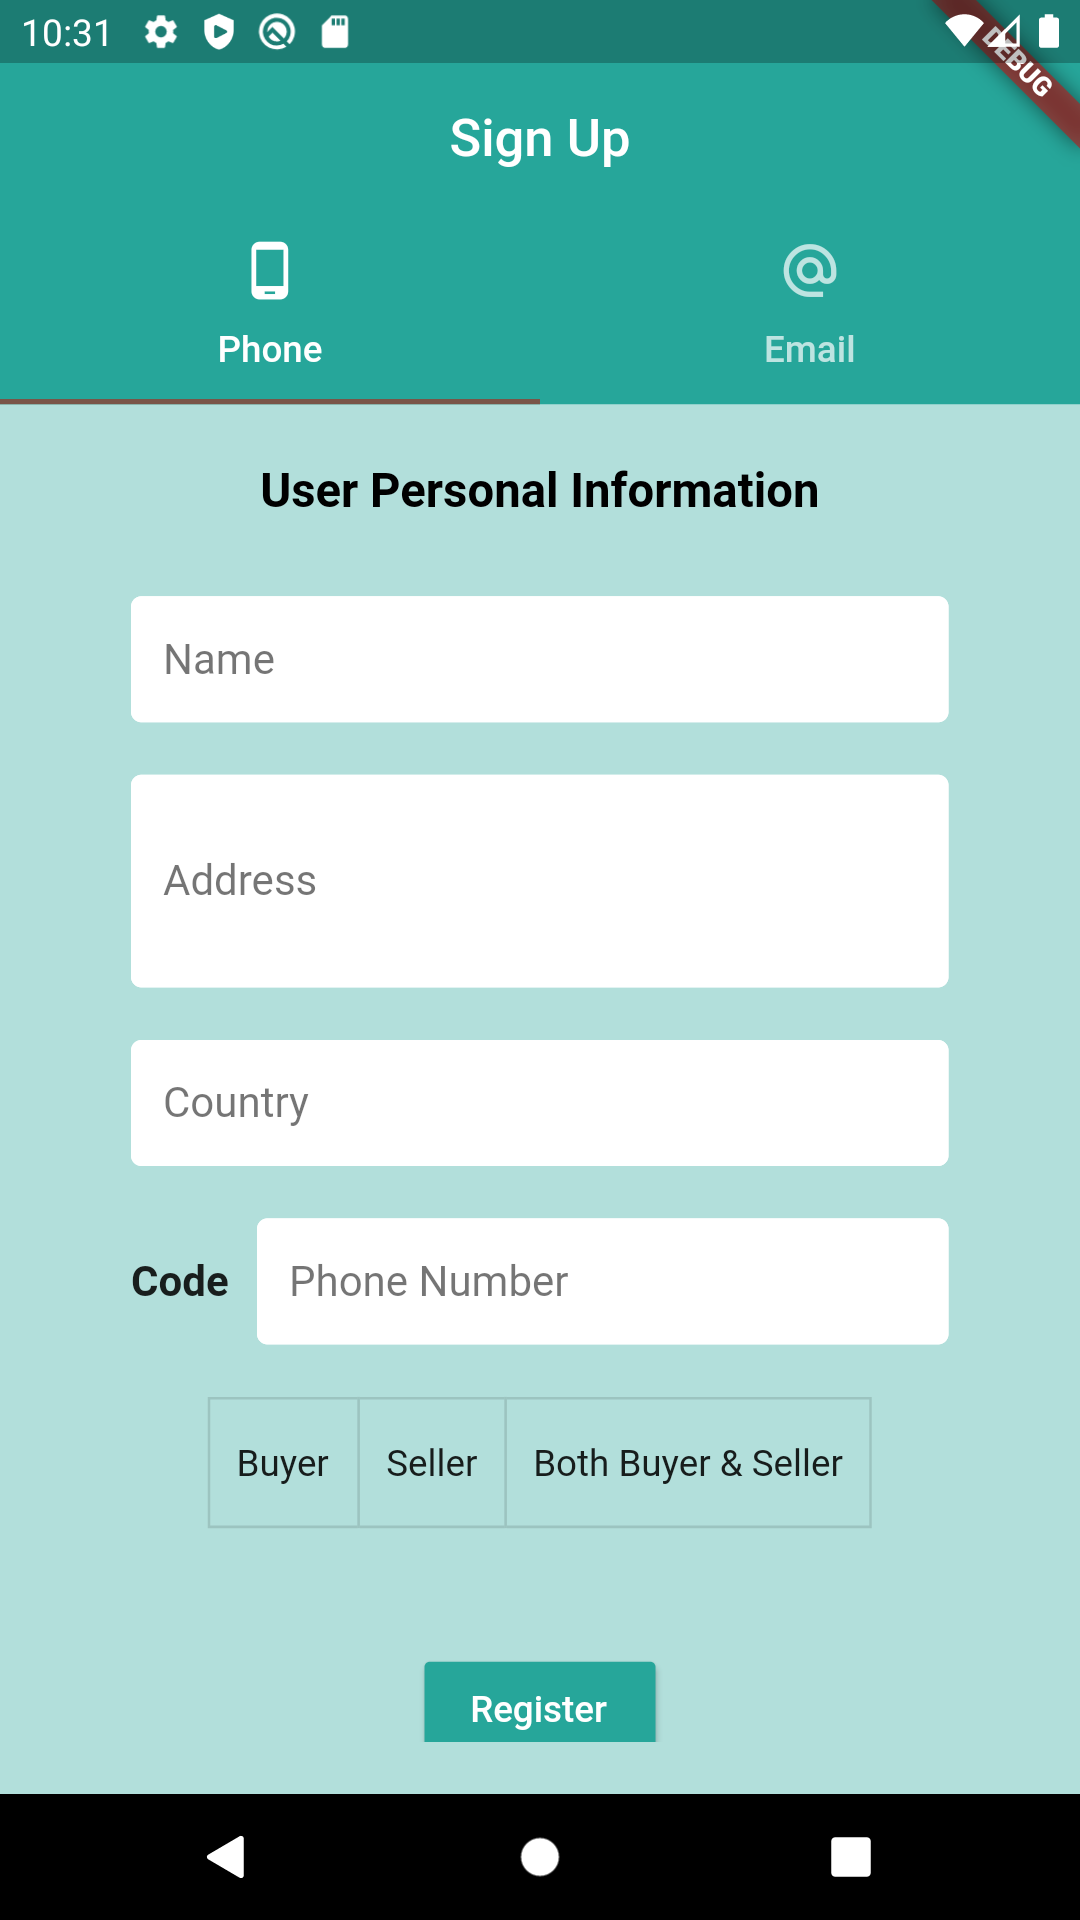 10:31
DEBUG
Sign Up
Phone
Email
User Personal Information
Name
Address
Country
Code
Phone Number
Buyer
Seller
Both Buyer & Seller
Register